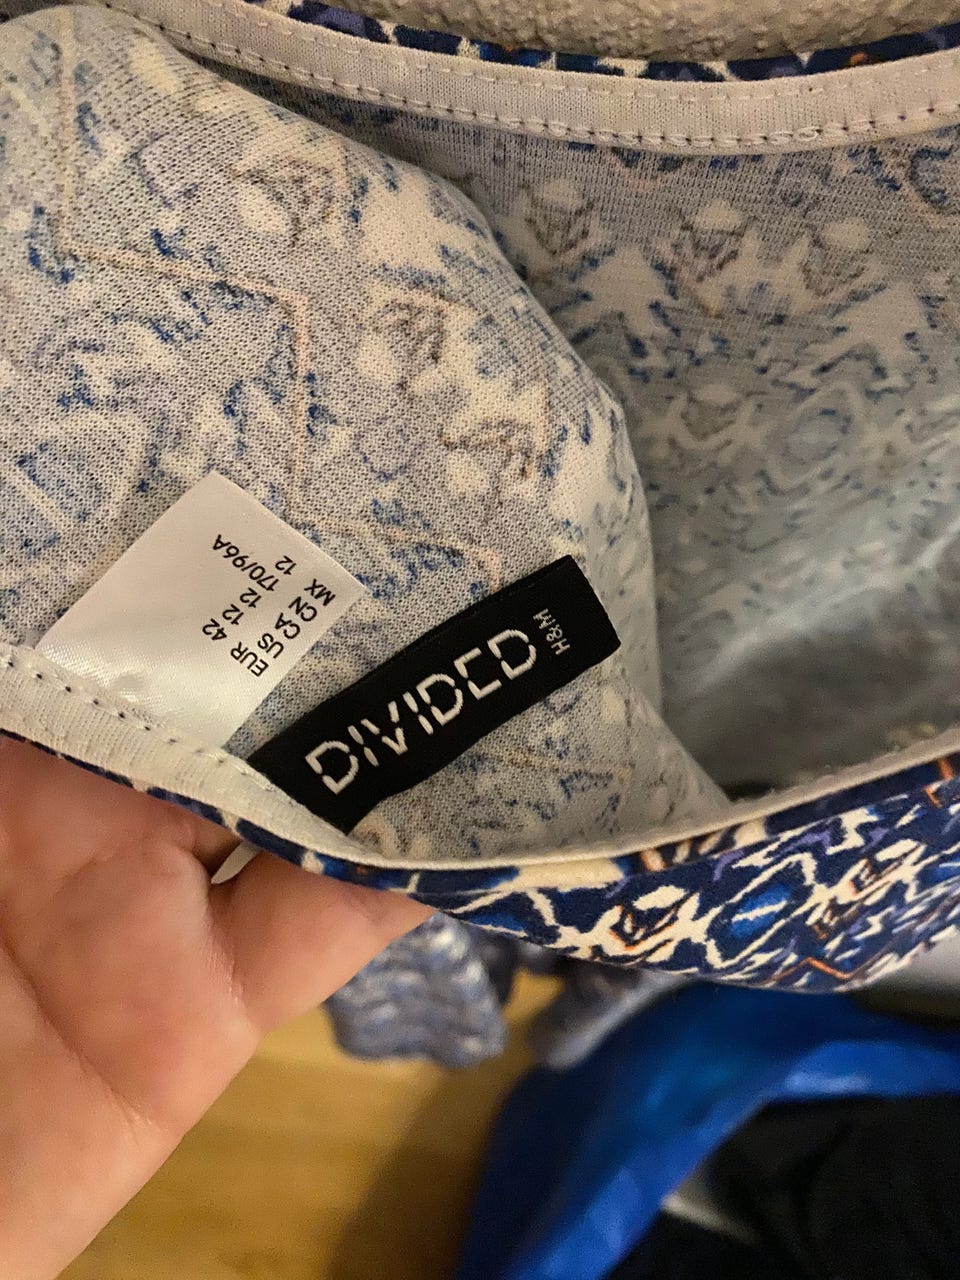 EUR 42
US 12
CA 12
CN 170/96A
MX 12
DIVIDED
H&M